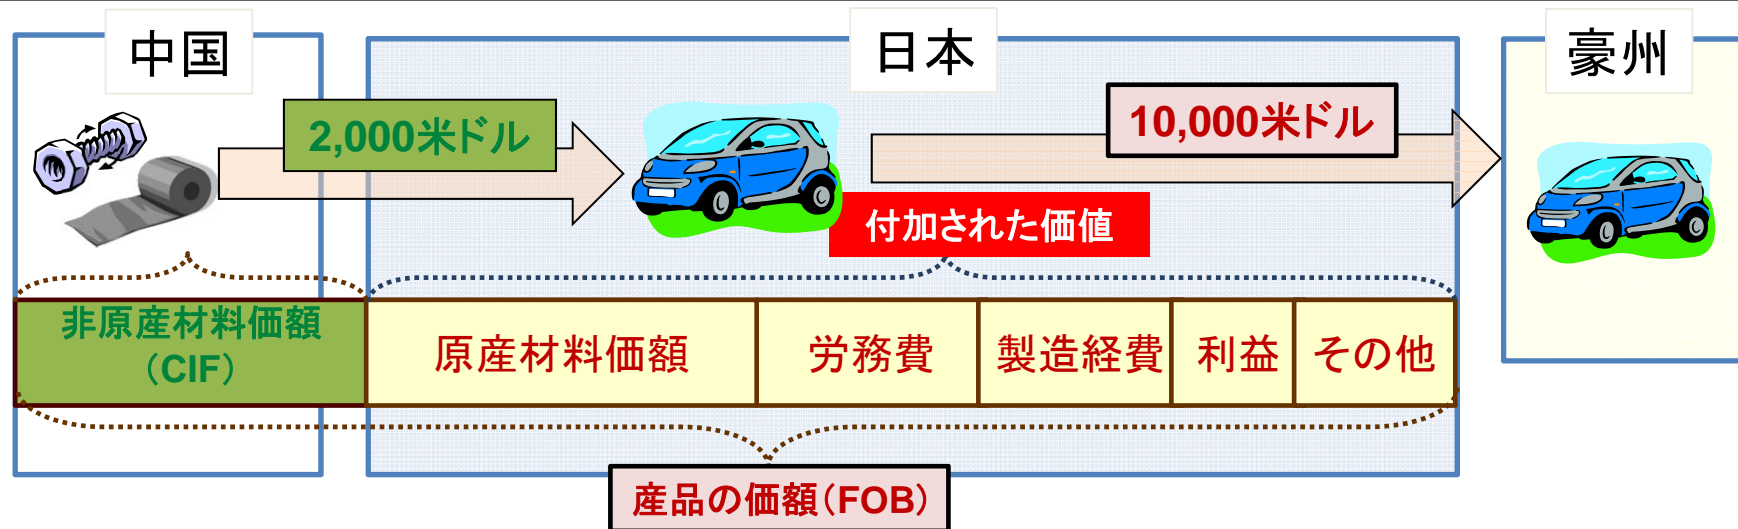 中国
日本
豪州
2,000米ドル
10,000米ドル
付加された価値
非原産材料価額
（CIF）
原産材料価額
労務費
製造経費
利益
その他
産品の価額（FOB）